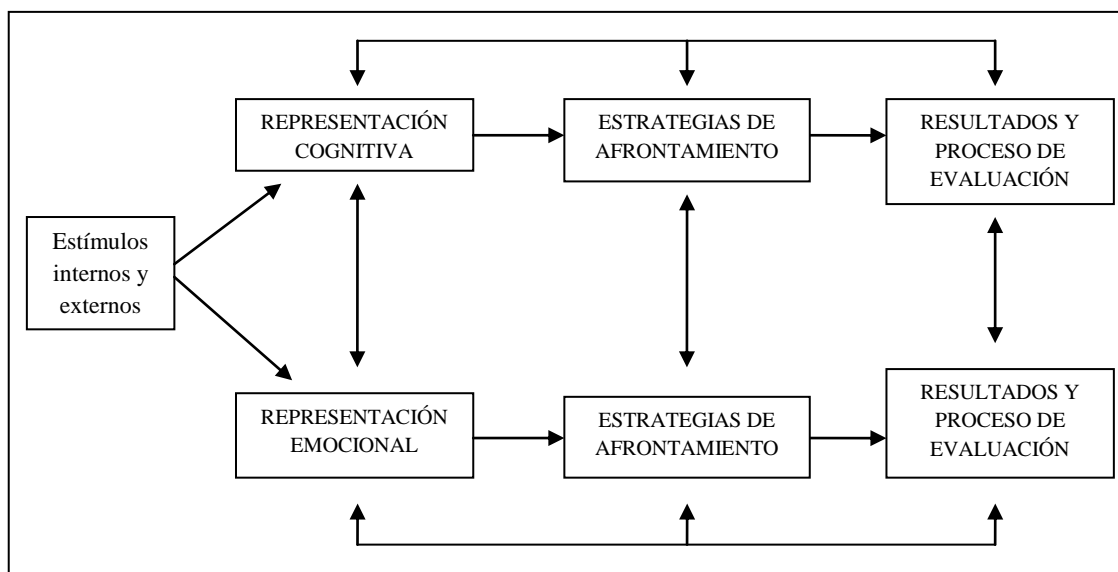 REPRESENTACIÓN
COGNITIVA
ESTRATEGIAS DE
AFRONTAMIENTO
RESULTADOS Y
PROCESO DE
EVALUACIÓN
Estímulos
internos y
externos
REPRESENTACIÓN
EMOCIONAL
ESTRATEGIAS DE
AFRONTAMIENTO
RESULTADOS Y
PROCESO DE
EVALUACIÓN